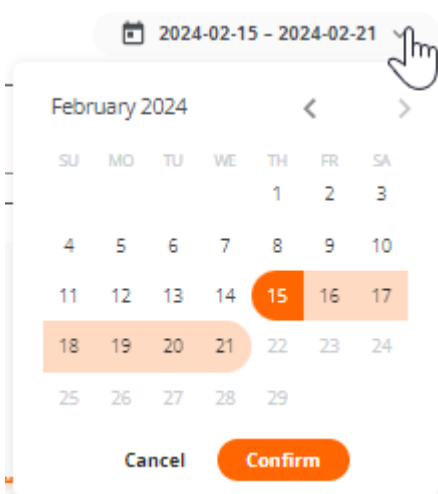 2024-02-15 – 2024-02-21
February 2024
SU MO TU WE TH FR SA
1 2 3
4 5 6 7 8 9 10
11 12 13 14 15 16 17
18 19 20 21 22 23 24
25 26 27 28 29
Cancel Confirm